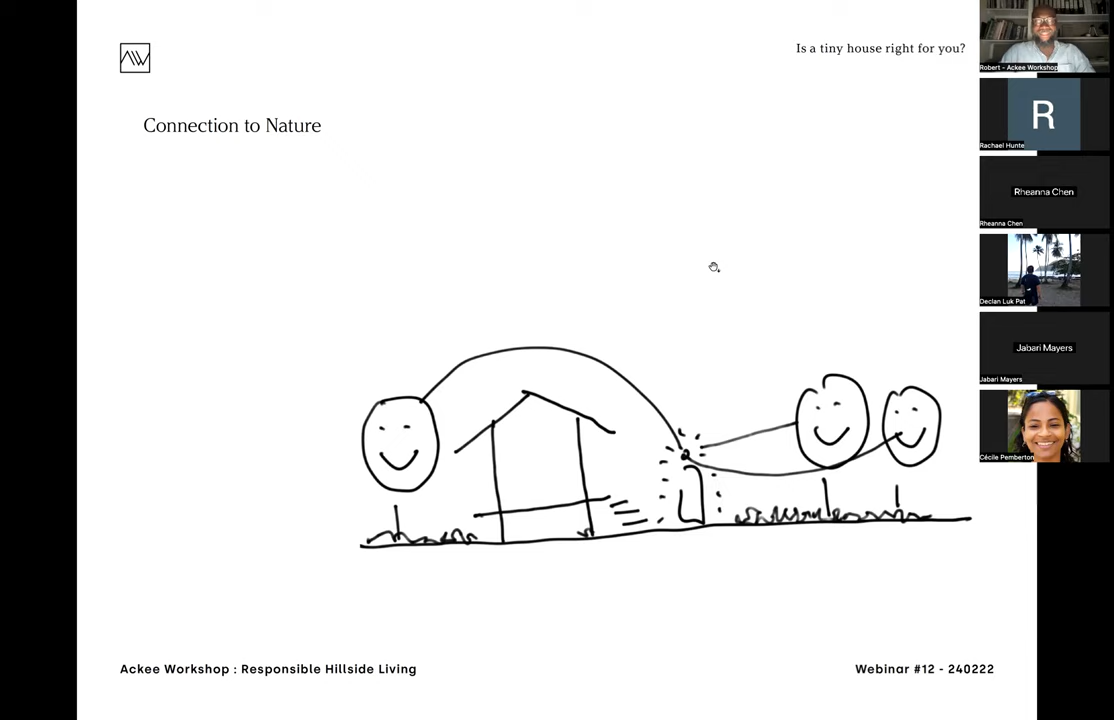 AW
Is a tiny house right for you?
Connection to Nature
Ackee Workshop : Responsible Hillside Living
Webinar #12 - 240222
Robert - Ackee Workshop
R
Rachael Hunte
Rheanna Chen
Rheanna Chen
Declan Luk Pat
Jabari Mayers
Jabari Mayers
Cécile Pemberton